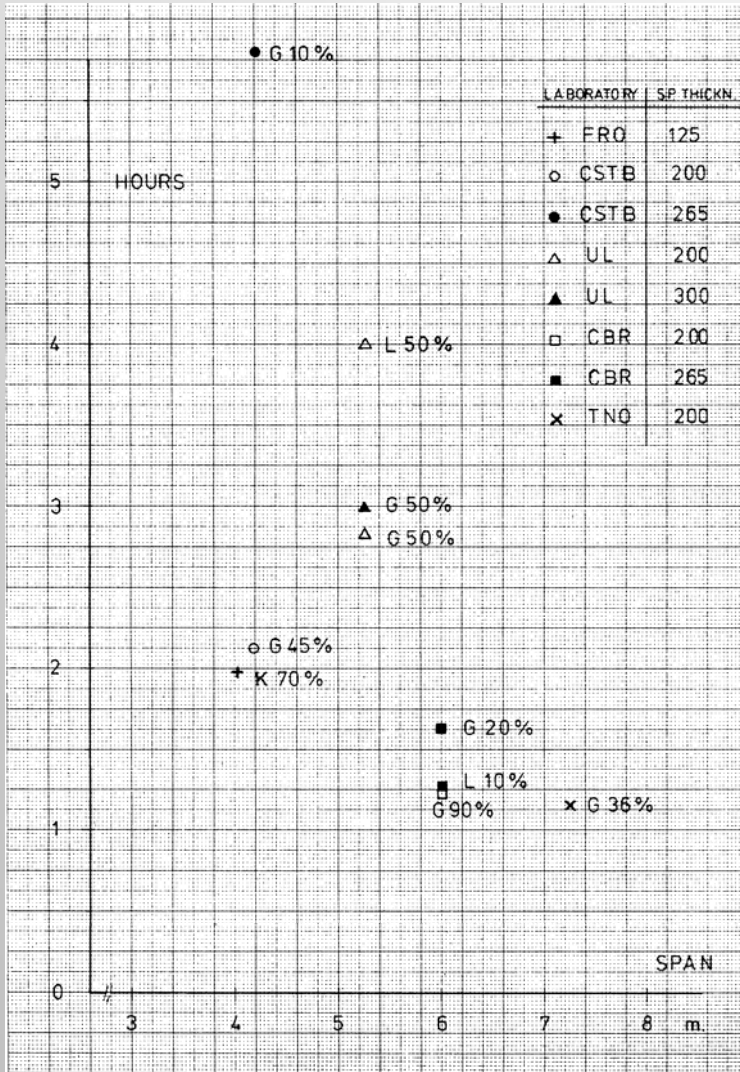 G 10%
LABORATORY SP. THICKN.
+ FRO 125
○ CSTB 200
● CSTB 265
△ UL 200
▲ UL 300
□ CBR 200
■ CBR 265
× TNO 200
5 HOURS
4
L 50%
3
G 50%
G 50%
G 45%
2
K 70%
G 20%
L 10%
G 90%
G 36%
1
SPAN
0
3 4 5 6 7 8 m.